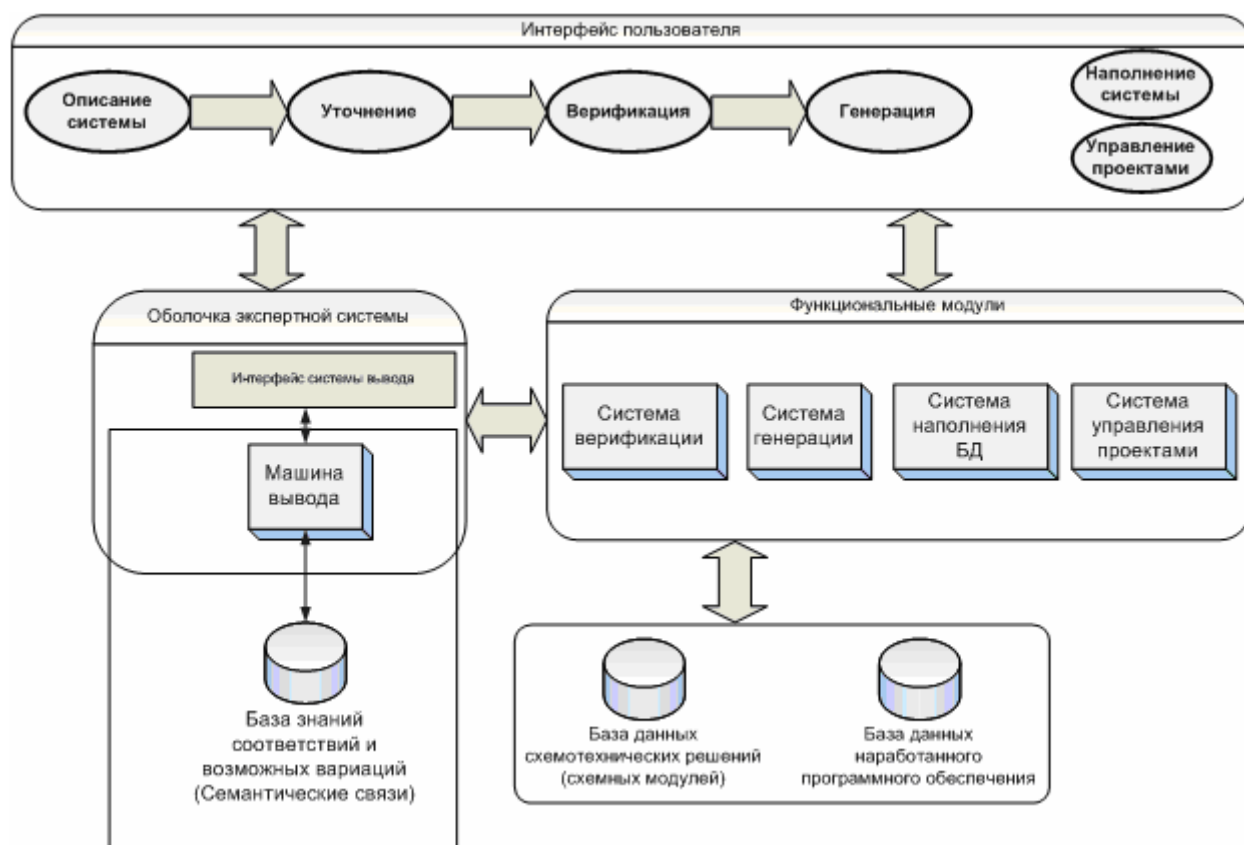 Интерфейс пользователя
Описание
системы
Уточнение
Верификация
Генерация
Наполнение
системы
Управление
проектами
Оболочка экспертной системы
Интерфейс системы вывода
Машина
вывода
База знаний
соответствий и
возможных вариаций
(Семантические связи)
Функциональные модули
Система
верификации
Система
генерации
Система
наполнения
БД
Система
управления
проектами
База данных
схемотехнических решений
(схемных модулей)
База данных
наработанного
программного обеспечения